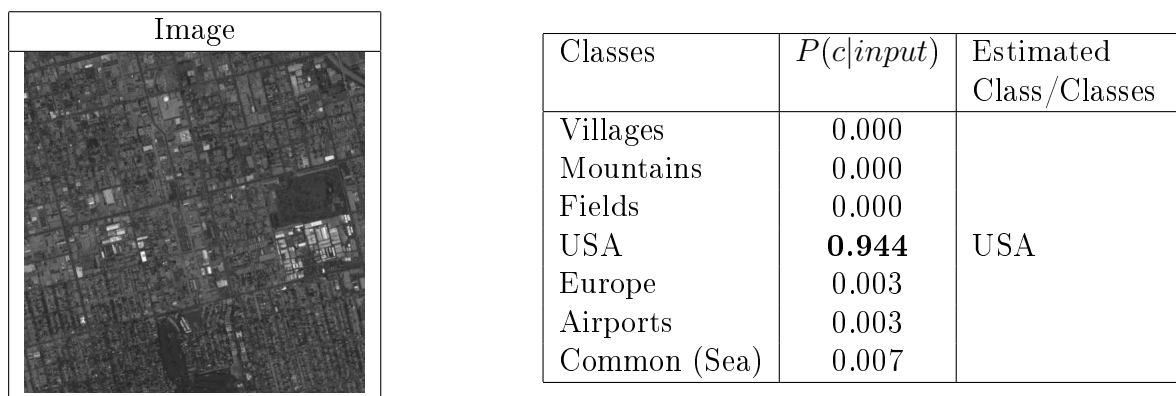 Image
Classes P(c|input) Estimated
Class/Classes
Villages 0.000
Mountains 0.000
Fields 0.000
USA 0.944 USA
Europe 0.003
Airports 0.003
Common (Sea) 0.007